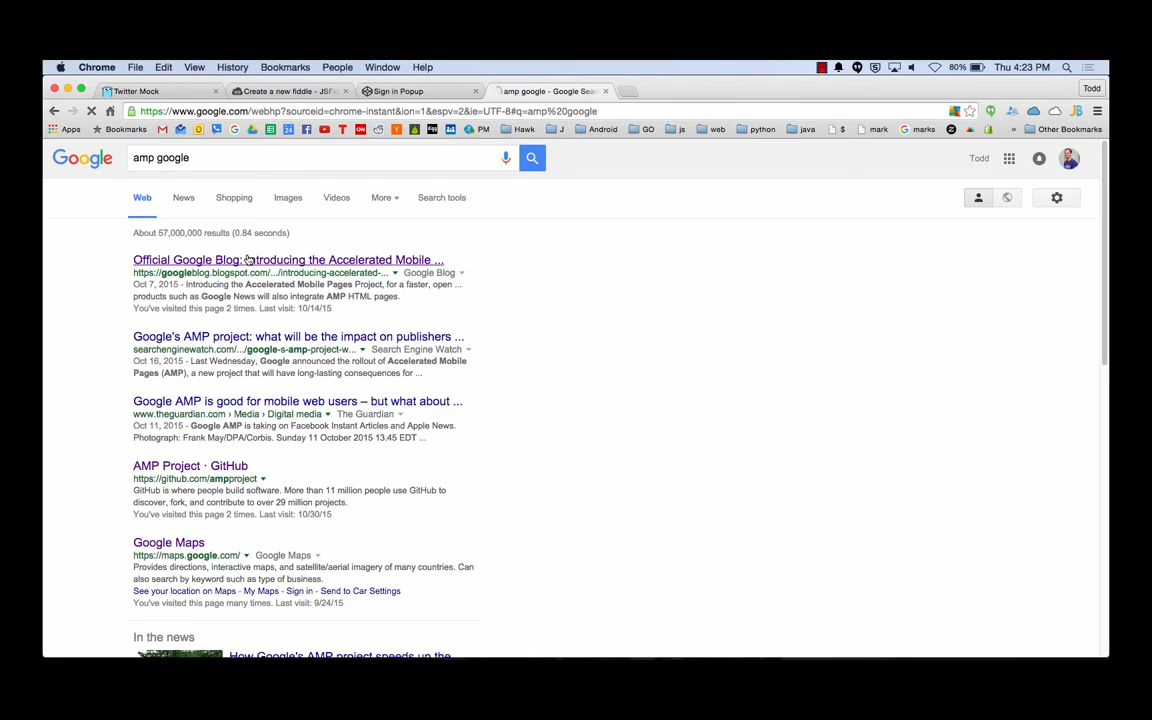 Chrome File Edit View History Bookmarks People Window Help 80% Thu 4:23 PM
Twitter Mock Create a new fiddle - JSFi Sign in Popup amp google - Google Sear Todd
https://www.google.com/webhp?sourceid=chrome-instant&ion=1&espv=2&ie=UTF-8#q=amp%20google
Apps Bookmarks PM Hawk J Android GO js web python java $ mark marks » Other Bookmarks
Google amp google Todd
Web News Shopping Images Videos More Search tools
About 57,000,000 results (0.84 seconds)
Official Google Blog: Introducing the Accelerated Mobile ...
https://googleblog.blogspot.com/.../introducing-accelerated-... Google Blog
Oct 7, 2015 - Introducing the Accelerated Mobile Pages Project, for a faster, open ...
products such as Google News will also integrate AMP HTML pages.
You've visited this page 2 times. Last visit: 10/14/15
Google's AMP project: what will be the impact on publishers ...
searchenginewatch.com/.../google-s-amp-project-w... Search Engine Watch
Oct 16, 2015 - Last Wednesday, Google announced the rollout of Accelerated Mobile
Pages (AMP), a new project that will have long-lasting consequences for ...
Google AMP is good for mobile web users – but what about ...
www.theguardian.com › Media › Digital media The Guardian
Oct 11, 2015 - Google AMP is taking on Facebook Instant Articles and Apple News.
Photograph: Frank May/DPA/Corbis. Sunday 11 October 2015 13.45 EDT ...
AMP Project · GitHub
https://github.com/ampproject
GitHub is where people build software. More than 11 million people use GitHub to
discover, fork, and contribute to over 29 million projects.
You've visited this page 2 times. Last visit: 10/30/15
Google Maps
https://maps.google.com/ Google Maps
Provides directions, interactive maps, and satellite/aerial imagery of many countries. Can
also search by keyword such as type of business.
See your location on Maps - My Maps - Sign in - Send to Car Settings
You've visited this page many times. Last visit: 9/24/15
In the news
How Google's AMP project speeds up the